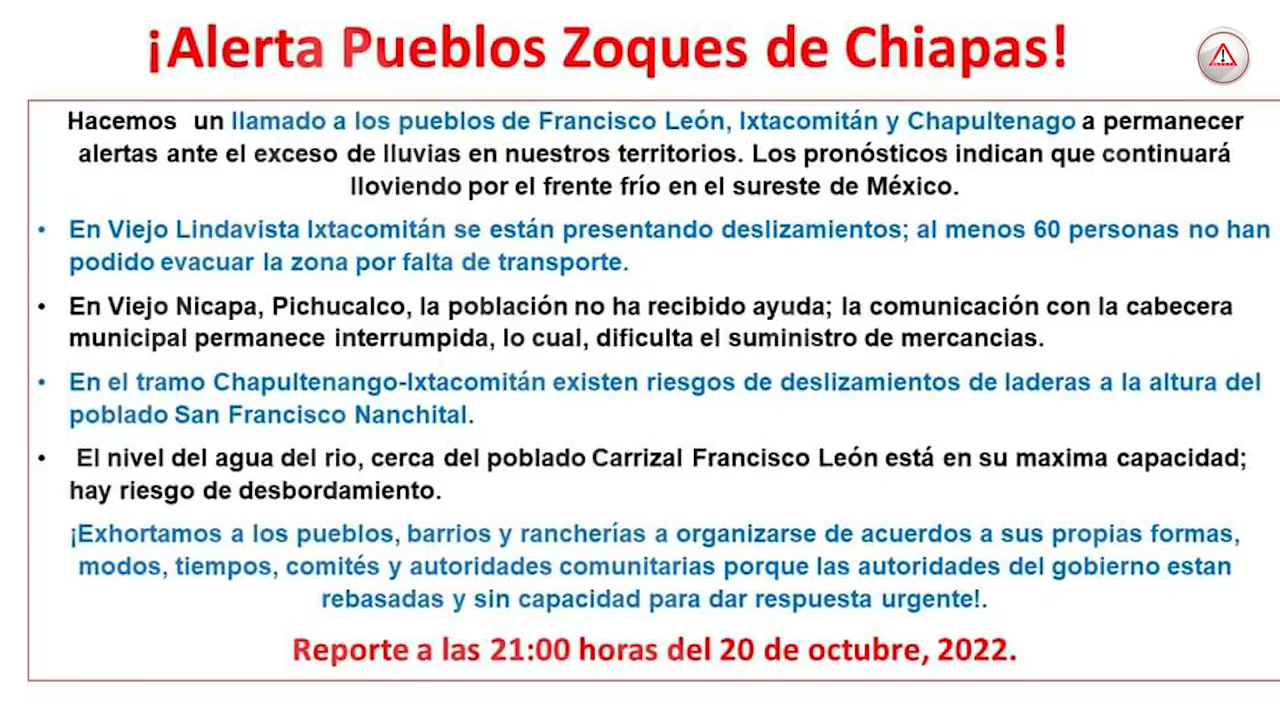 ¡Alerta Pueblos Zoques de Chiapas!
Hacemos un llamado a los pueblos de Francisco León, Ixtacomitán y Chapultenago a permanecer
alertas ante el exceso de lluvias en nuestros territorios. Los pronósticos indican que continuará
lloviendo por el frente frío en el sureste de México.
• En Viejo Lindavista Ixtacomitán se están presentando deslizamientos; al menos 60 personas no han
podido evacuar la zona por falta de transporte.
• En Viejo Nicapa, Pichucalco, la población no ha recibido ayuda; la comunicación con la cabecera
municipal permanece interrumpida, lo cual, dificulta el suministro de mercancias.
• En el tramo Chapultenango-Ixtacomitán existen riesgos de deslizamientos de laderas a la altura del
poblado San Francisco Nanchital.
• El nivel del agua del rio, cerca del poblado Carrizal Francisco León está en su maxima capacidad;
hay riesgo de desbordamiento.
¡Exhortamos a los pueblos, barrios y rancherías a organizarse de acuerdos a sus propias formas,
modos, tiempos, comités y autoridades comunitarias porque las autoridades del gobierno estan
rebasadas y sin capacidad para dar respuesta urgente!.
Reporte a las 21:00 horas del 20 de octubre, 2022.